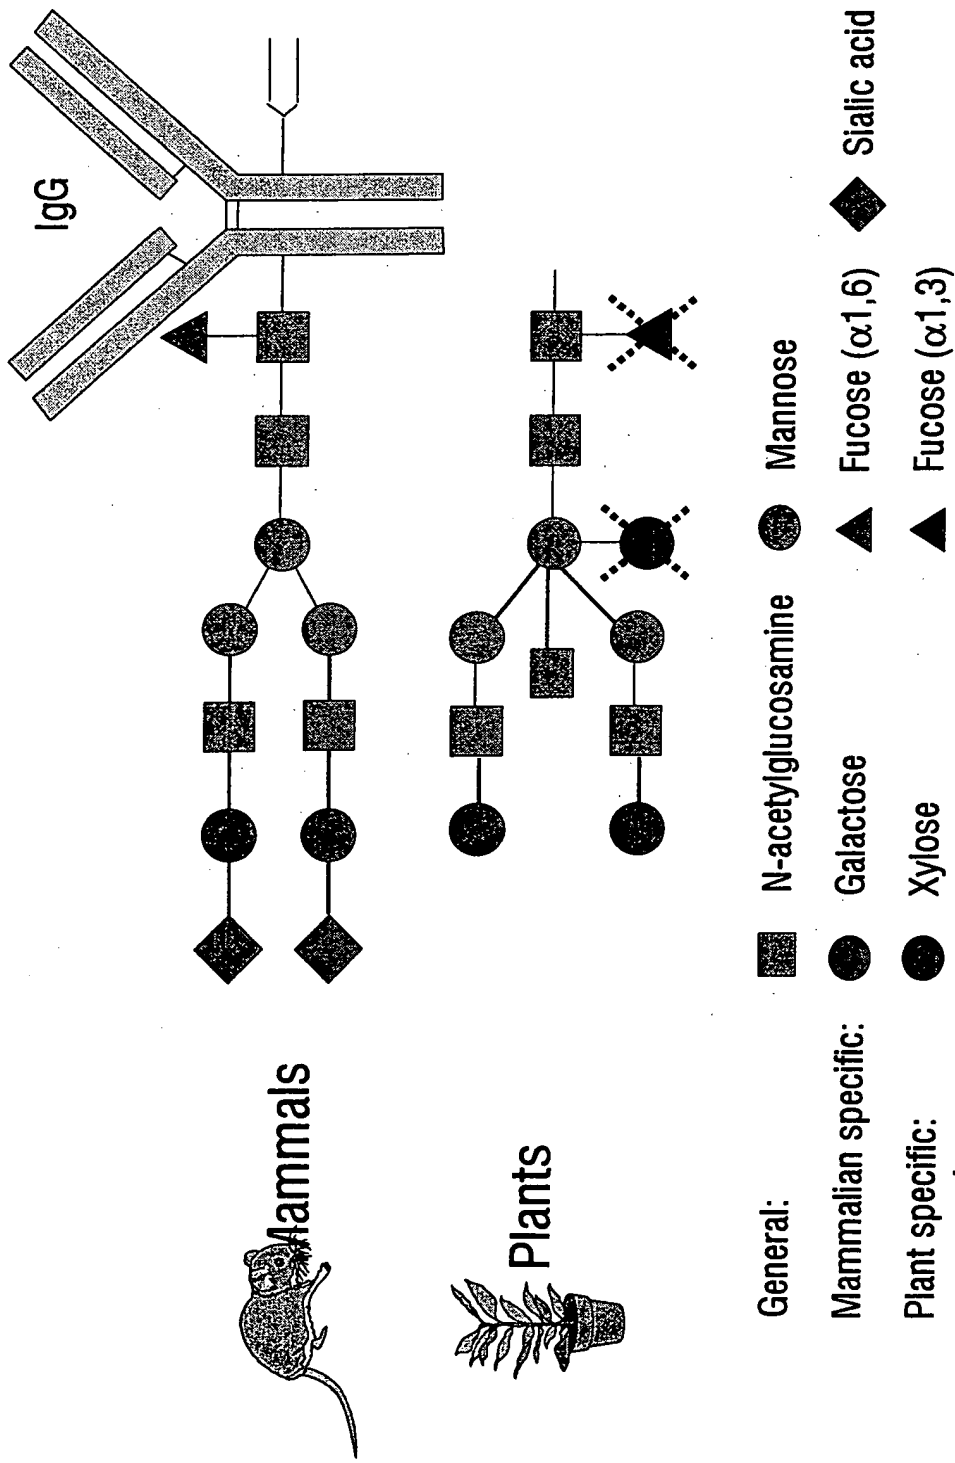 IgG
Mammals
Plants
General: N-acetylglucosamine Mannose
Mammalian specific: Galactose Fucose (α1,6) Sialic acid
Plant specific: Xylose Fucose (α1,3)